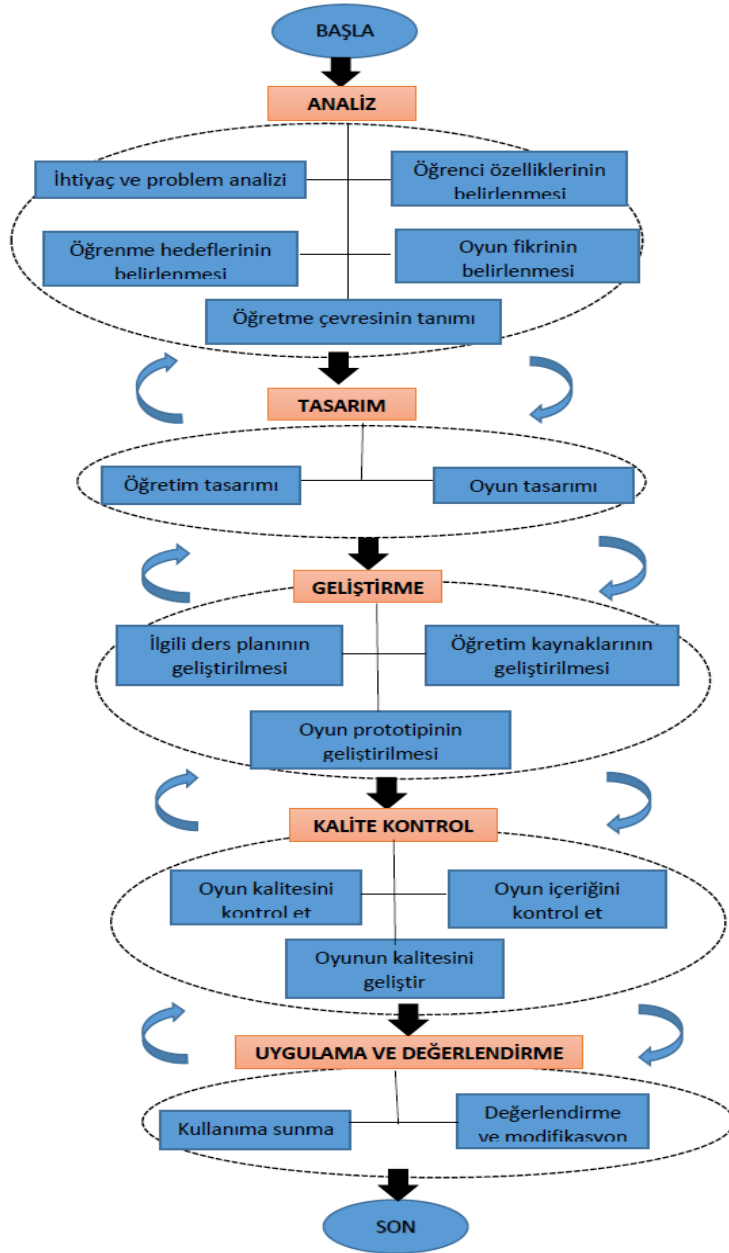 BAŞLA
ANALİZ
İhtiyaç ve problem analizi
Öğrenci özelliklerinin
belirlenmesi
Öğrenme hedeflerinin
belirlenmesi
Oyun fikrinin
belirlenmesi
Öğretme çevresinin tanımı
TASARIM
Öğretim tasarımı
Oyun tasarımı
GELİŞTİRME
İlgili ders planının
geliştirilmesi
Öğretim kaynaklarının
geliştirilmesi
Oyun prototipinin
geliştirilmesi
KALİTE KONTROL
Oyun kalitesini
kontrol et
Oyun içeriğini
kontrol et
Oyunun kalitesini
geliştir
UYGULAMA VE DEĞERLENDİRME
Kullanıma sunma
Değerlendirme
ve modifikasyon
SON